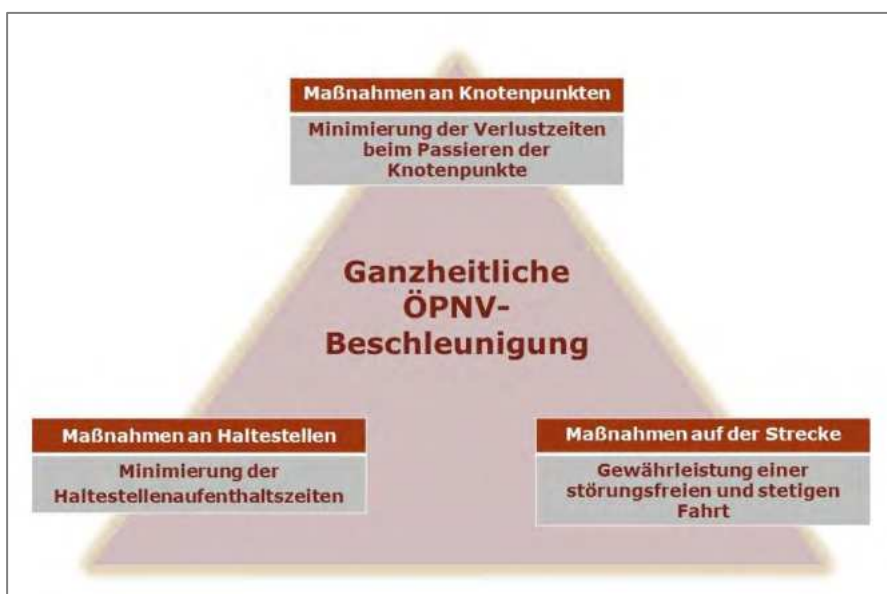 Maßnahmen an Knotenpunkten
Minimierung der Verlustzeiten
beim Passieren der
Knotenpunkte
Ganzheitliche
ÖPNV-
Beschleunigung
Maßnahmen an Haltestellen
Minimierung der
Haltestellenaufenthaltszeiten
Maßnahmen auf der Strecke
Gewährleistung einer
störungsfreien und stetigen
Fahrt